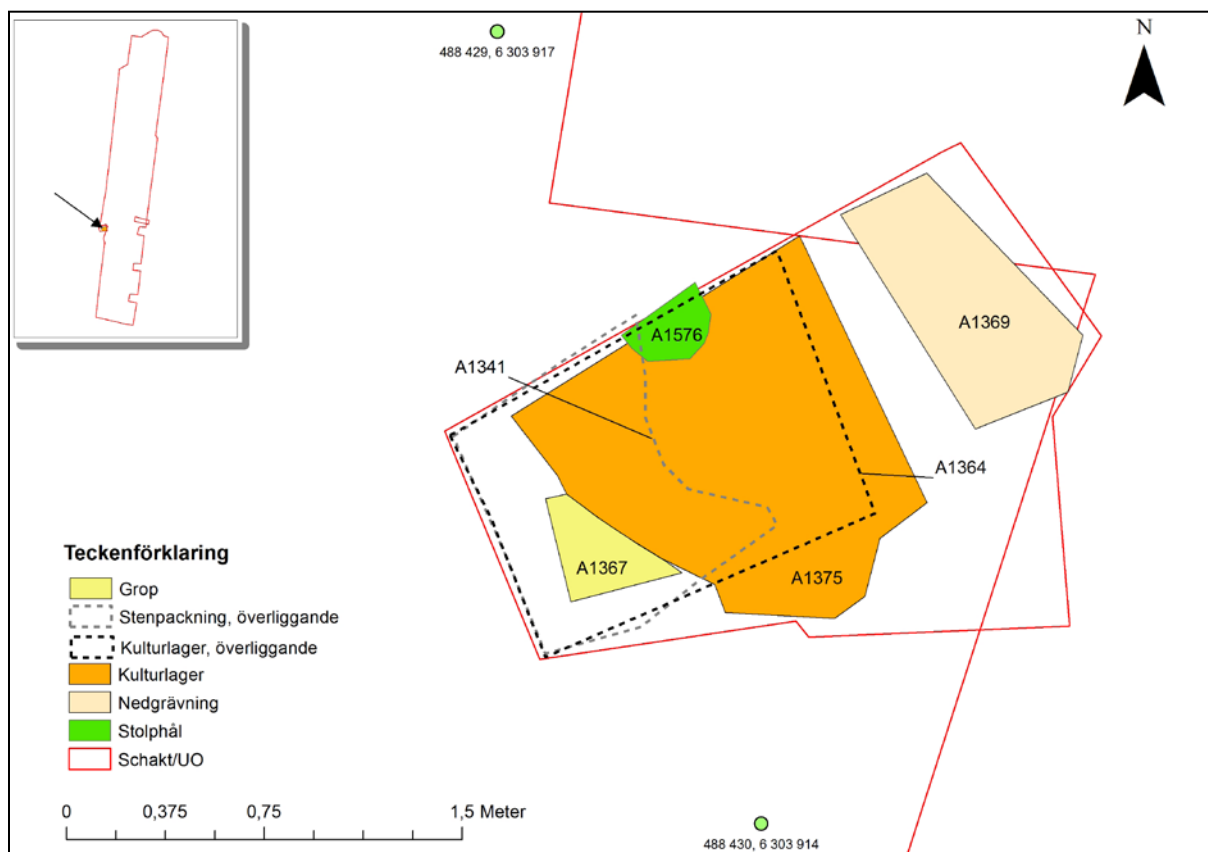 488 429, 6 303 917
N
A1369
A1576
A1341
A1364
A1367
A1375
Teckenförklaring
Grop
Stenpackning, överliggande
Kulturlager, överliggande
Kulturlager
Nedgrävning
Stolphål
Schakt/UO
0 0,375 0,75 1,5 Meter
488 430, 6 303 914